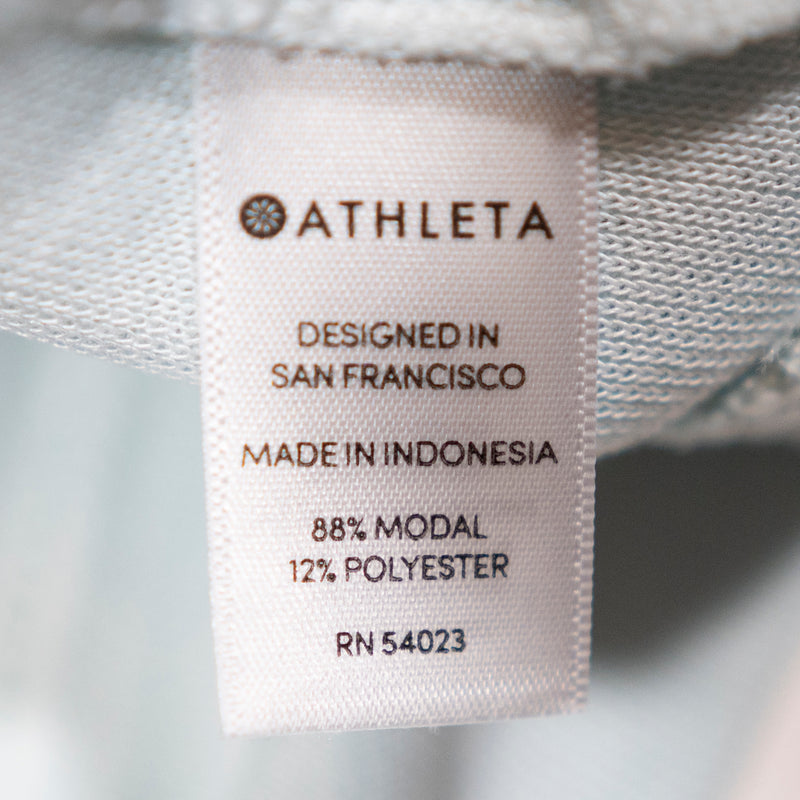 ATHLETA
DESIGNED IN
SAN FRANCISCO
MADE IN INDONESIA
88% MODAL
12% POLYESTER
RN 54023